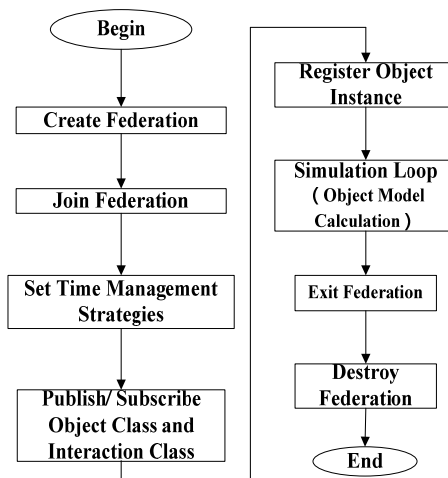 Begin
Create Federation
Join Federation
Set Time Management
Strategies
Publish/ Subscribe
Object Class and
Interaction Class
Register Object
Instance
Simulation Loop
( Object Model
Calculation )
Exit Federation
Destroy
Federation
End